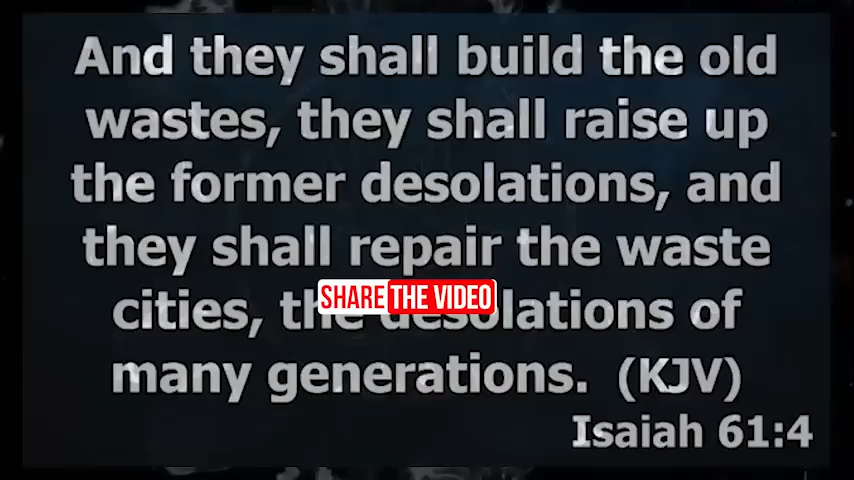 And they shall build the old
wastes, they shall raise up
the former desolations, and
they shall repair the waste
SHARE THE VIDEO
cities, the desolations of
many generations. (KJV)
Isaiah 61:4